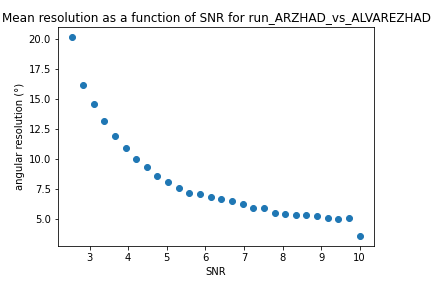 Mean resolution as a function of SNR for run_ARZHAD_vs_ALVAREZHAD
20.0
17.5
15.0
12.5
10.0
7.5
5.0
angular resolution (°)
3 4 5 6 7 8 9 10
SNR